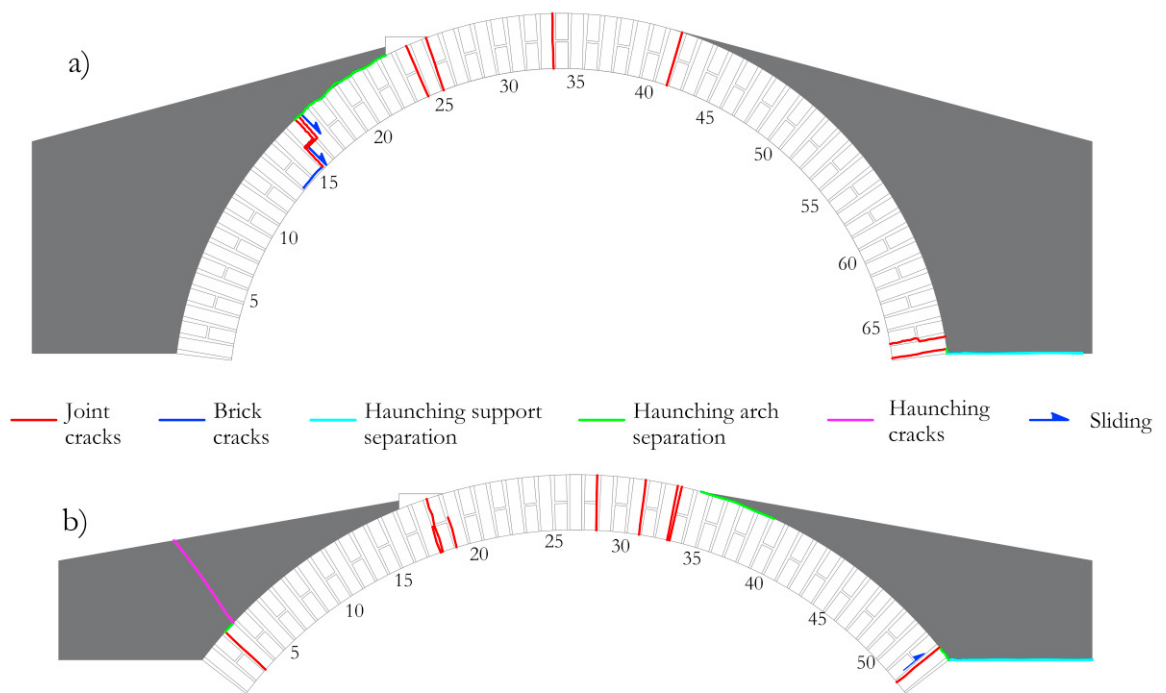 a)
5
10
15
20
25
30
35
40
45
50
55
60
65
Joint
cracks
Brick
cracks
Haunching support
separation
Haunching arch
separation
Haunching
cracks
Sliding
b)
5
10
15
20
25
30
35
40
45
50